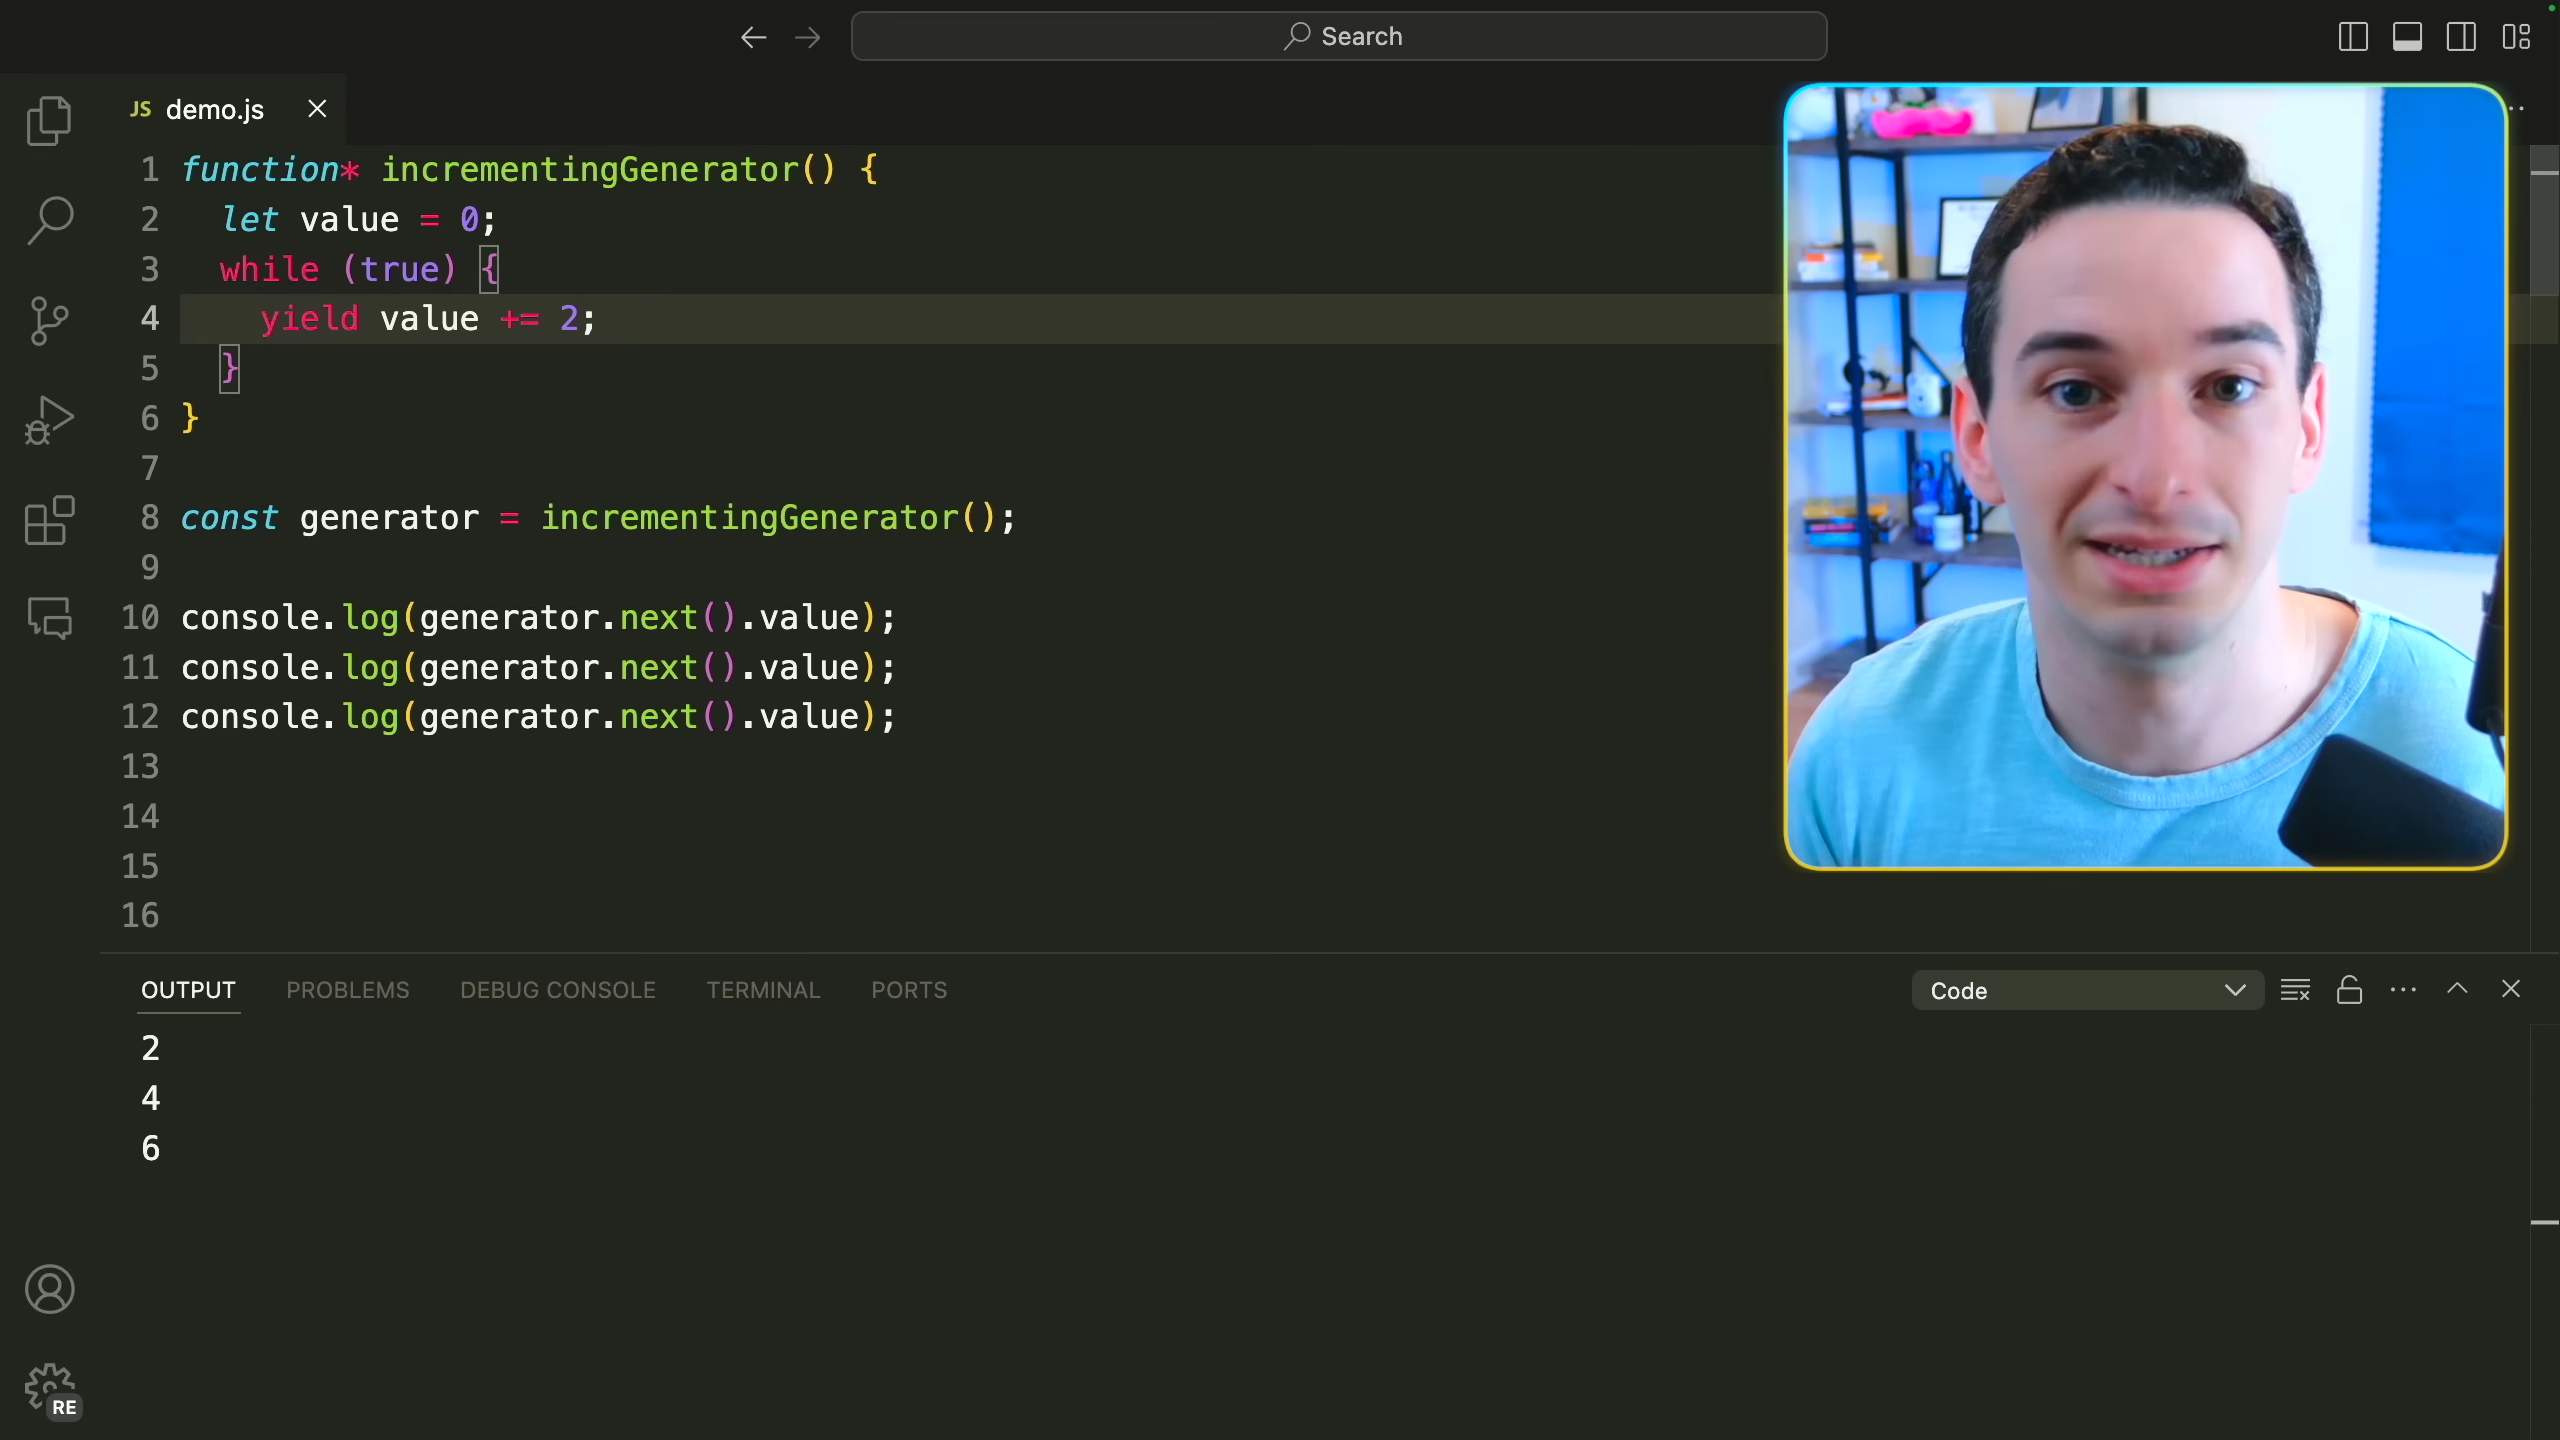 Search
JS demo.js
1 function* incrementingGenerator() {
2 let value = 0;
3 while (true) {
4 yield value += 2;
5 }
6 }
7
8 const generator = incrementingGenerator();
9
10 console.log(generator.next().value);
11 console.log(generator.next().value);
12 console.log(generator.next().value);
13
14
15
16
OUTPUT PROBLEMS DEBUG CONSOLE TERMINAL PORTS Code
2
4
6
RE